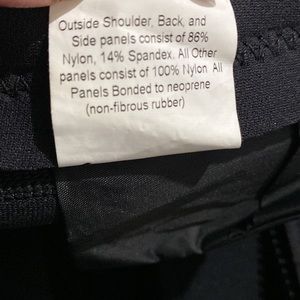 Outside Shoulder, Back, and
Side panels consist of 86%
Nylon, 14% Spandex. All Other
panels consist of 100% Nylon. All
Panels Bonded to neoprene
(non-fibrous rubber)